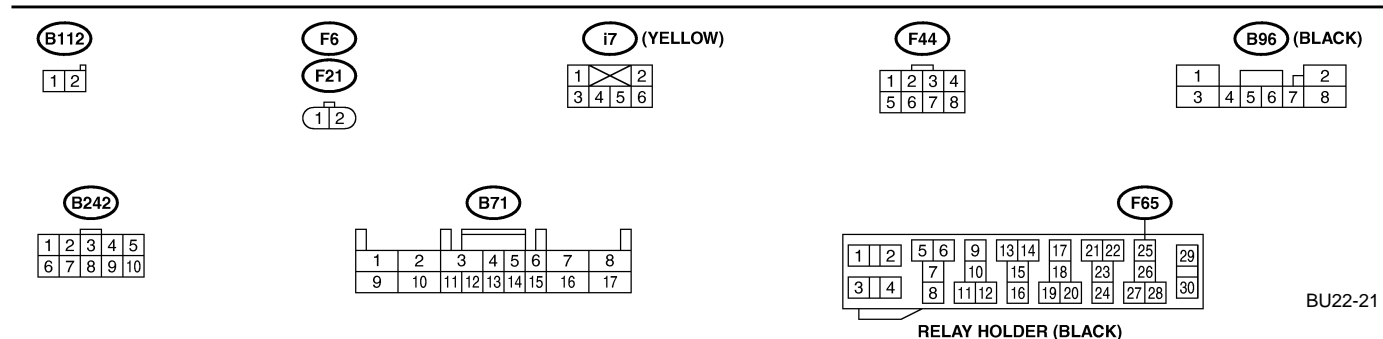 B112
F6
i7 (YELLOW)
F44
B96 (BLACK)
F21
1 2
1 2
1 2
3 4 5 6
1 2 3 4
5 6 7 8
1 2
3 4 5 6 7 8
B242
B71
F65
1 2 3 4 5
6 7 8 9 10
1 2 3 4 5 6 7 8
9 10 11 12 13 14 15 16 17
1 2 5 6 9 13 14 17 21 22 25 29
7 10 15 18 23 26
3 4 8 11 12 16 19 20 24 27 28 30
RELAY HOLDER (BLACK)
BU22-21